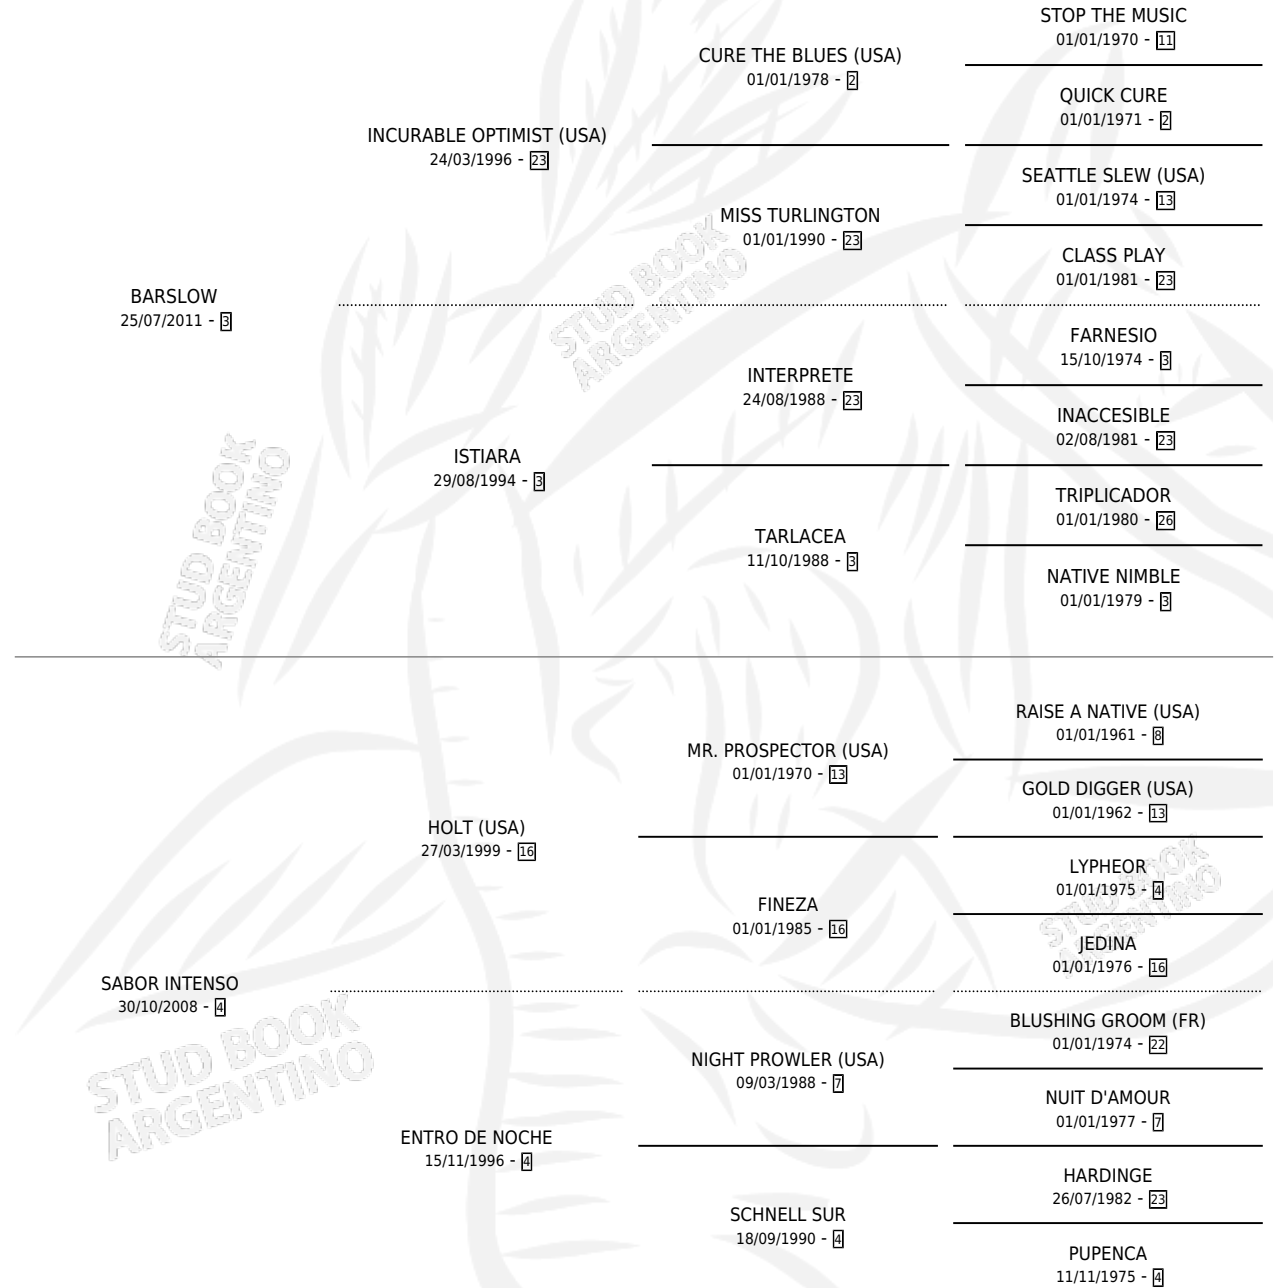 STOP THE MUSIC
01/01/1970 - 11
CURE THE BLUES (USA)
01/01/1978 - 2
QUICK CURE
01/01/1971 - 2
INCURABLE OPTIMIST (USA)
24/03/1996 - 23
SEATTLE SLEW (USA)
01/01/1974 - 13
MISS TURLINGTON
01/01/1990 - 23
CLASS PLAY
01/01/1981 - 23
BARSLOW
25/07/2011 - 3
STUD BOOK
ARGENTINO
FARNESIO
15/10/1974 - 3
INTERPRETE
24/08/1988 - 23
INACCESIBLE
02/08/1981 - 23
ISTIARA
29/08/1994 - 3
TRIPLICADOR
01/01/1980 - 26
TARLACEA
11/10/1988 - 3
NATIVE NIMBLE
01/01/1979 - 3
STUD BOOK
ARGENTINO
RAISE A NATIVE (USA)
01/01/1961 - 8
MR. PROSPECTOR (USA)
01/01/1970 - 13
GOLD DIGGER (USA)
01/01/1962 - 13
HOLT (USA)
27/03/1999 - 16
LYPHEOR
01/01/1975 - 4
FINEZA
01/01/1985 - 16
STUD BOOK
ARGENTINO
JEDINA
01/01/1976 - 16
SABOR INTENSO
30/10/2008 - 4
STUD BOOK
ARGENTINO
BLUSHING GROOM (FR)
01/01/1974 - 22
NIGHT PROWLER (USA)
09/03/1988 - 7
NUIT D'AMOUR
01/01/1977 - 7
ENTRO DE NOCHE
15/11/1996 - 4
HARDINGE
26/07/1982 - 23
SCHNELL SUR
18/09/1990 - 4
PUPENCA
11/11/1975 - 4